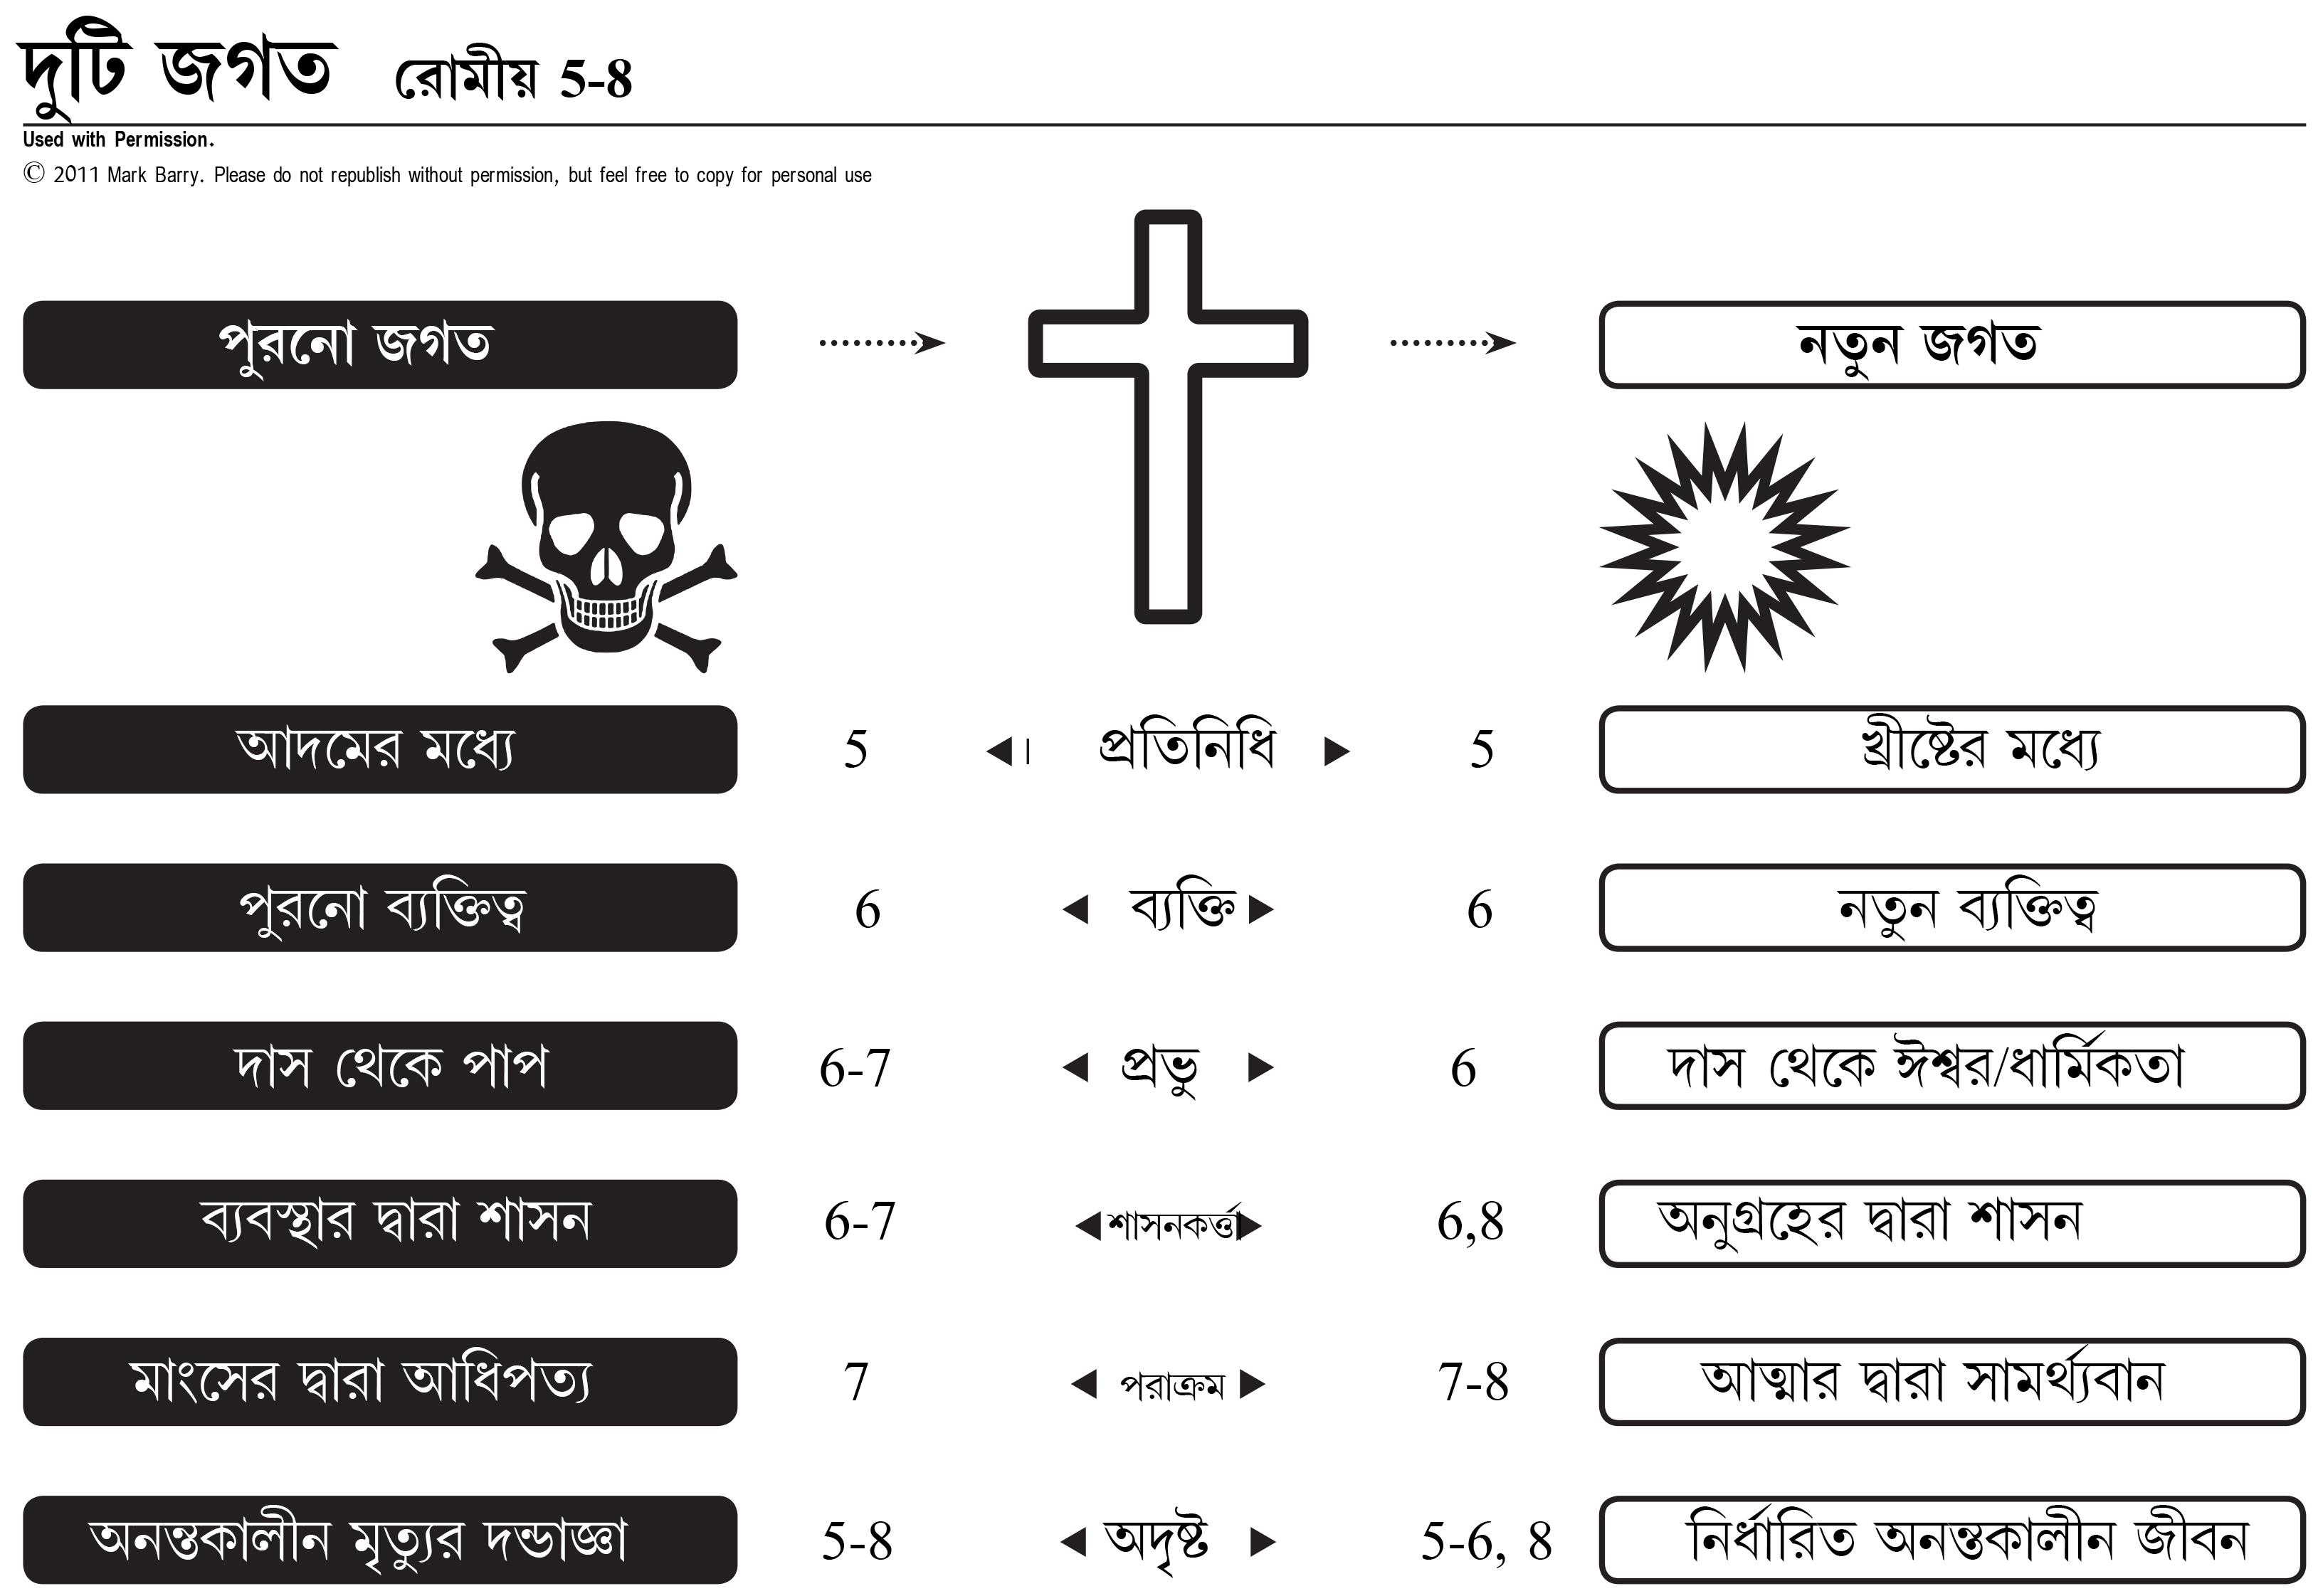 দুটি জগত রোমীয় 5-8
Used with Permission.
© 2011 Mark Barry. Please do not republish without permission, but feel free to copy for personal use
পুরনো জগত নতুন জগত
আদমের মধ্যে 5 প্রতিনিধি 5 খ্রীষ্টের মধ্যে
পুরনো ব্যক্তিত্ব 6 ব্যক্তি 6 নতুন ব্যক্তিত্ব
দাস থেকে পাপ 6-7 প্রভু 6 দাস থেকে ঈশ্বর/ধার্মিকতা
ব্যবস্থার দ্বারা শাসন 6-7 শাসনকর্তা 6,8 অনুগ্রহের দ্বারা শাসন
মাংসের দ্বারা আধিপত্য 7 পরাক্রম 7-8 আত্মার দ্বারা সামর্থ্যবান
অনন্তকালীন মৃত্যুর দণ্ডাজ্ঞা 5-8 অদৃষ্ট 5-6, 8 নির্ধারিত অনন্তকালীন জীবন